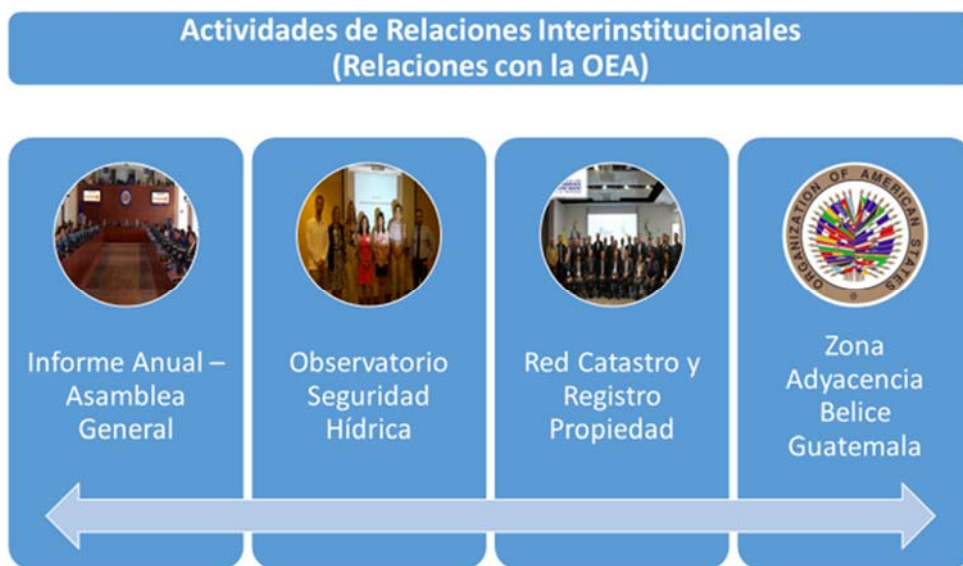 Actividades de Relaciones Interinstitucionales
(Relaciones con la OEA)
Informe Anual –
Asamblea
General
Observatorio
Seguridad
Hídrica
Red Catastro y
Registro
Propiedad
ORGANIZATION OF AMERICAN STATES
Zona
Adyacencia
Belice
Guatemala